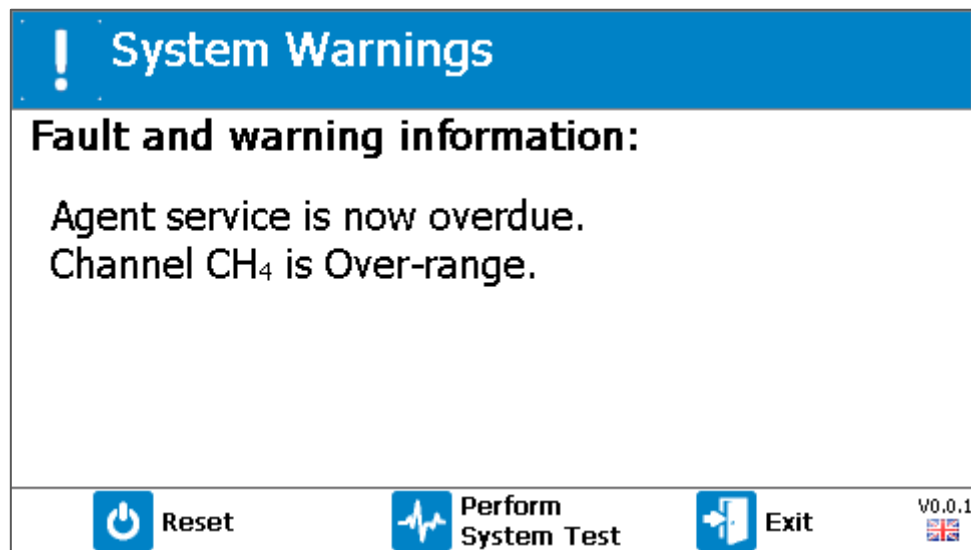 System Warnings
Fault and warning information:
Agent service is now overdue.
Channel CH₄ is Over-range.
Reset
Perform
System Test
Exit
V0.0.1